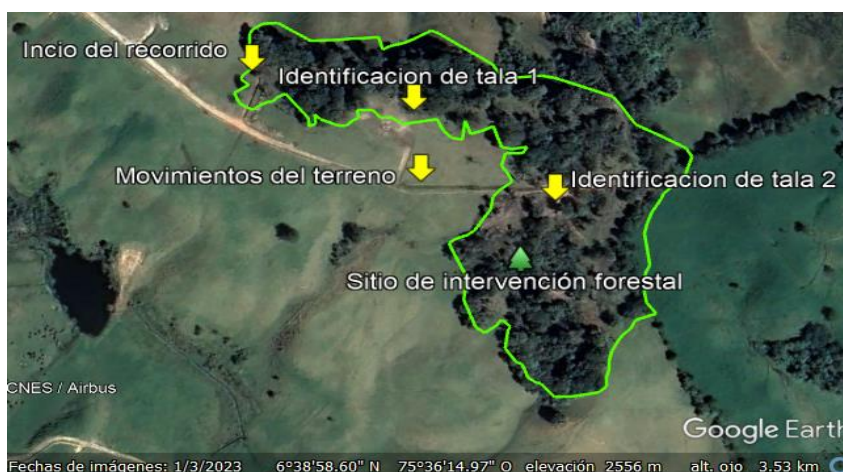 Incio del recorrido
Identificacion de tala 1
Movimientos del terreno
Identificacion de tala 2
Sitio de intervención forestal
CNES / Airbus
Google Earth
Fechas de imágenes: 1/3/2023 6°38'58.60" N 75°36'14.97" O elevación 2556 m alt. ojo 3.53 km